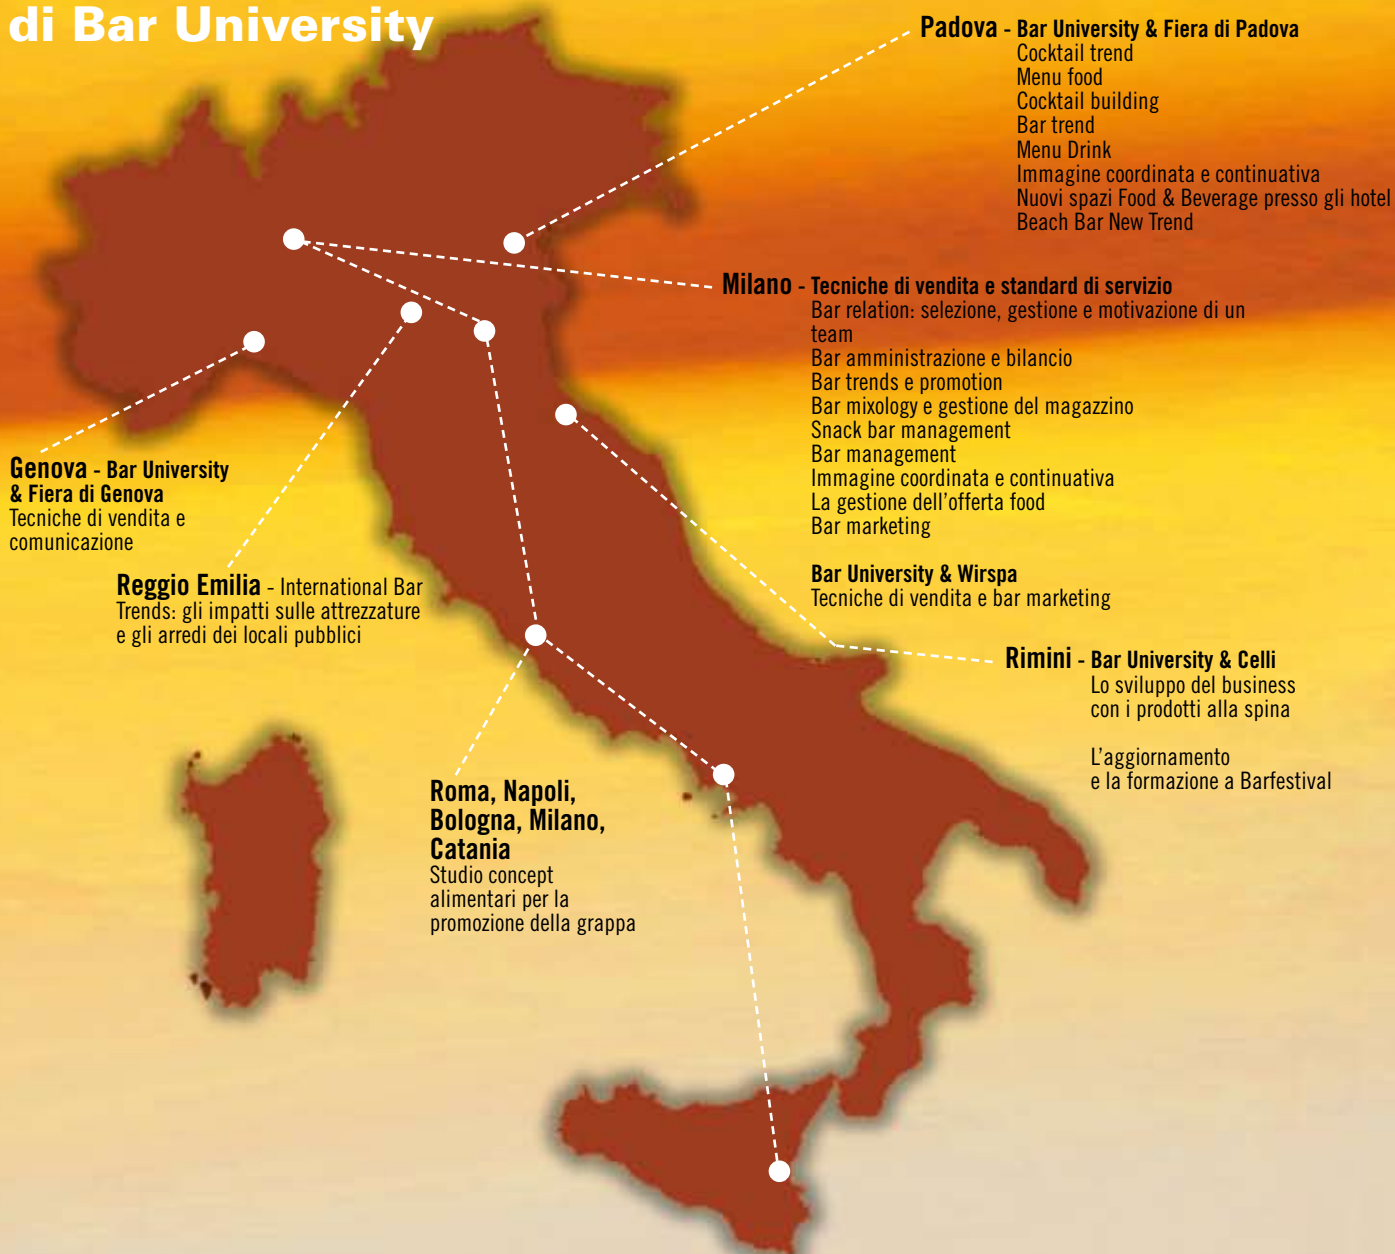 di Bar University
Padova - Bar University & Fiera di Padova
Cocktail trend
Menu food
Cocktail building
Bar trend
Menu Drink
Immagine coordinata e continuativa
Nuovi spazi Food & Beverage presso gli hotel
Beach Bar New Trend
Milano - Tecniche di vendita e standard di servizio
Bar relation: selezione, gestione e motivazione di un
team
Bar amministrazione e bilancio
Bar trends e promotion
Bar mixology e gestione del magazzino
Snack bar management
Bar management
Immagine coordinata e continuativa
La gestione dell'offerta food
Bar marketing
Bar University & Wirspa
Tecniche di vendita e bar marketing
Genova - Bar University
& Fiera di Genova
Tecniche di vendita e
comunicazione
Reggio Emilia - International Bar
Trends: gli impatti sulle attrezzature
e gli arredi dei locali pubblici
Rimini - Bar University & Celli
Lo sviluppo del business
con i prodotti alla spina
L'aggiornamento
e la formazione a Barfestival
Roma, Napoli,
Bologna, Milano,
Catania
Studio concept
alimentari per la
promozione della grappa